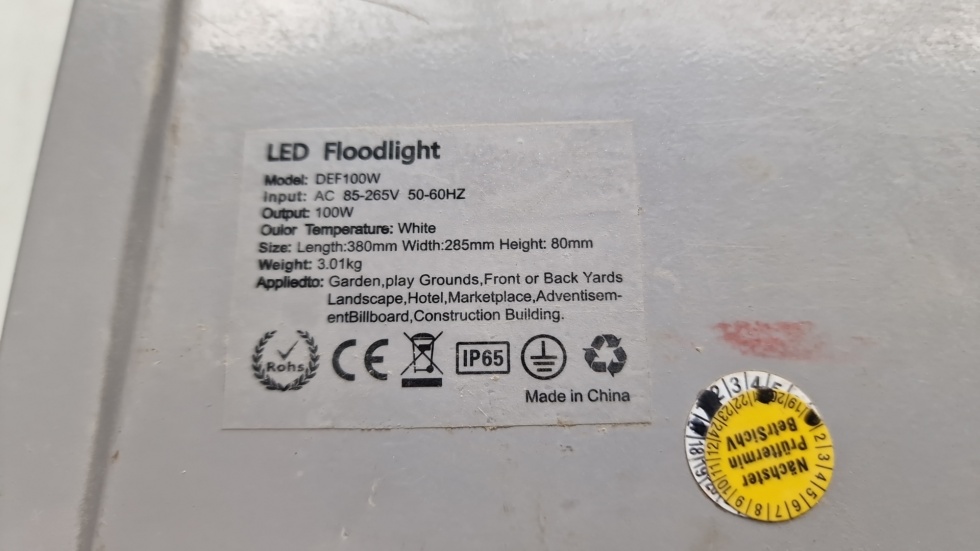 LED Floodlight
Model: DEF100W
Input: AC 85-265V 50-60HZ
Output: 100W
Oulor Temperature: White
Size: Length:380mm Width:285mm Height: 80mm
Weight: 3.01kg
Appliedto: Garden,play Grounds,Front or Back Yards
Landscape,Hotel,Marketplace,Adventisem-
entBillboard,Construction Building.
Rohs
CE
IP65
Made in China
Nächster
Prüftermin
BetrSichV